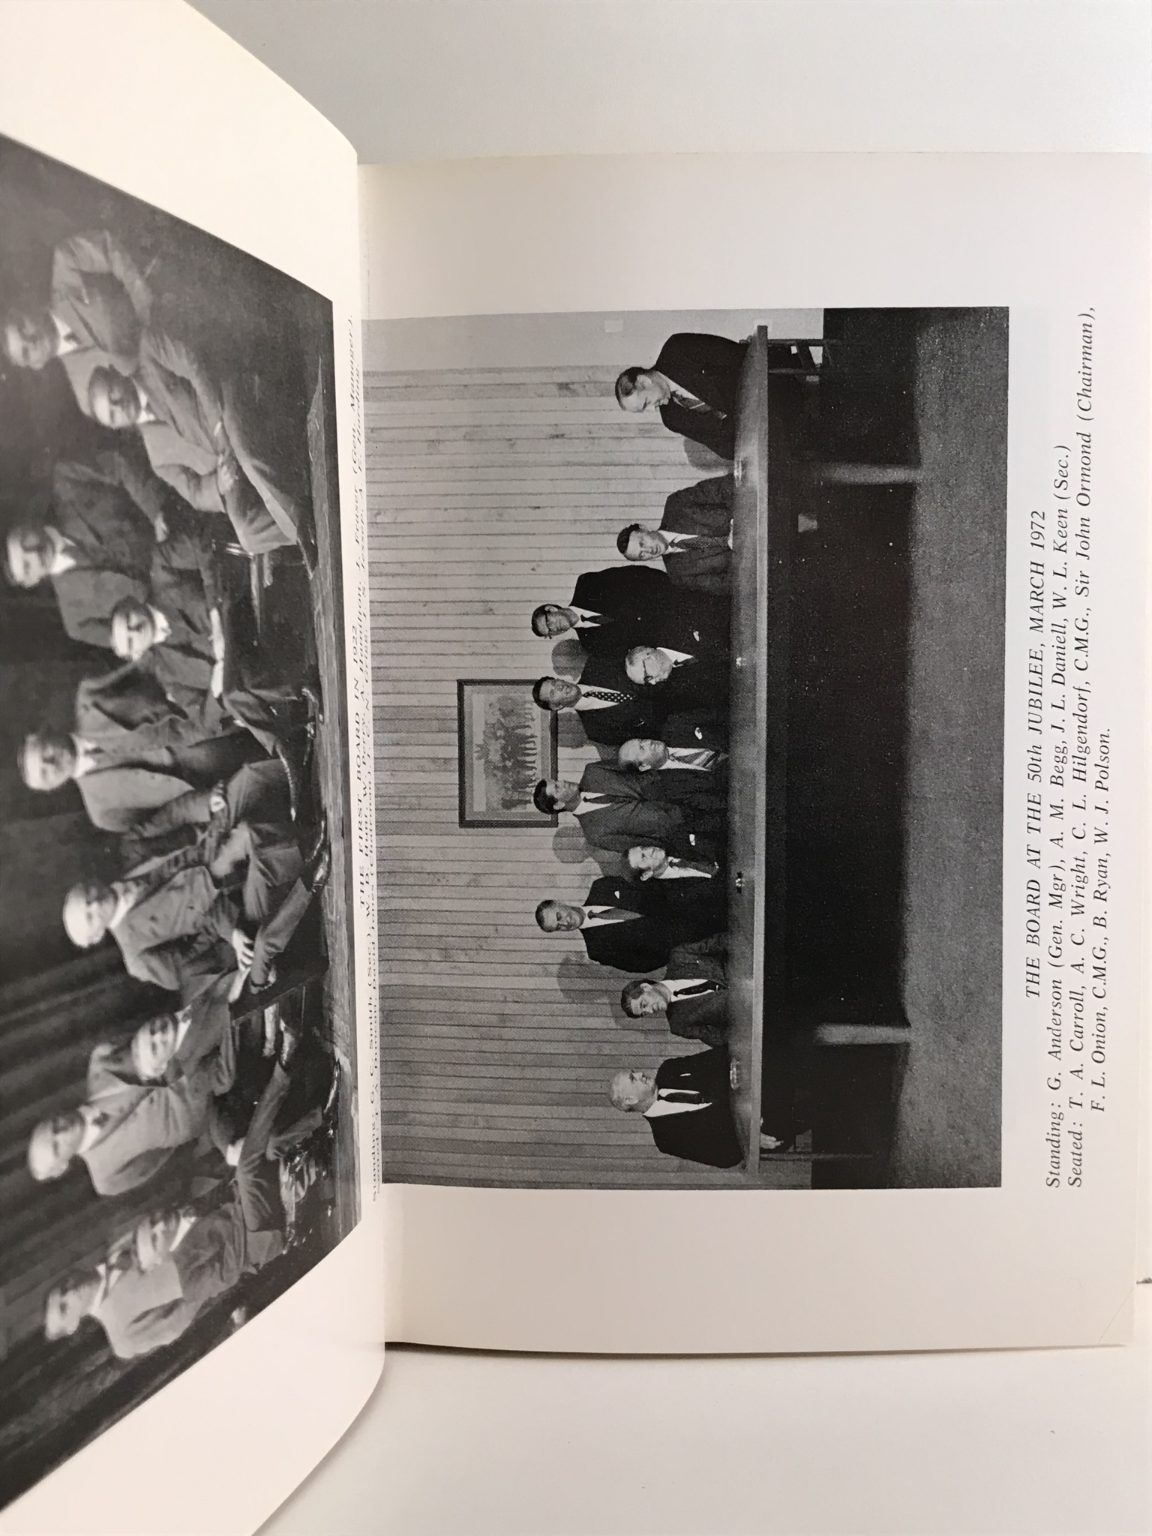 THE FIRST BOARD IN 1922
THE BOARD AT THE 50th JUBILEE, MARCH 1972
Standing: G. Anderson (Gen. Mgr), A. M. Begg, J. L. Daniell, W. L. Keen (Sec.)
Seated: T. A. Carroll, A. C. Wright, C. L. Hilgendorf, C.M.G., Sir John Ormond (Chairman),
F. L. Onion, C.M.G., B. Ryan, W. J. Polson.